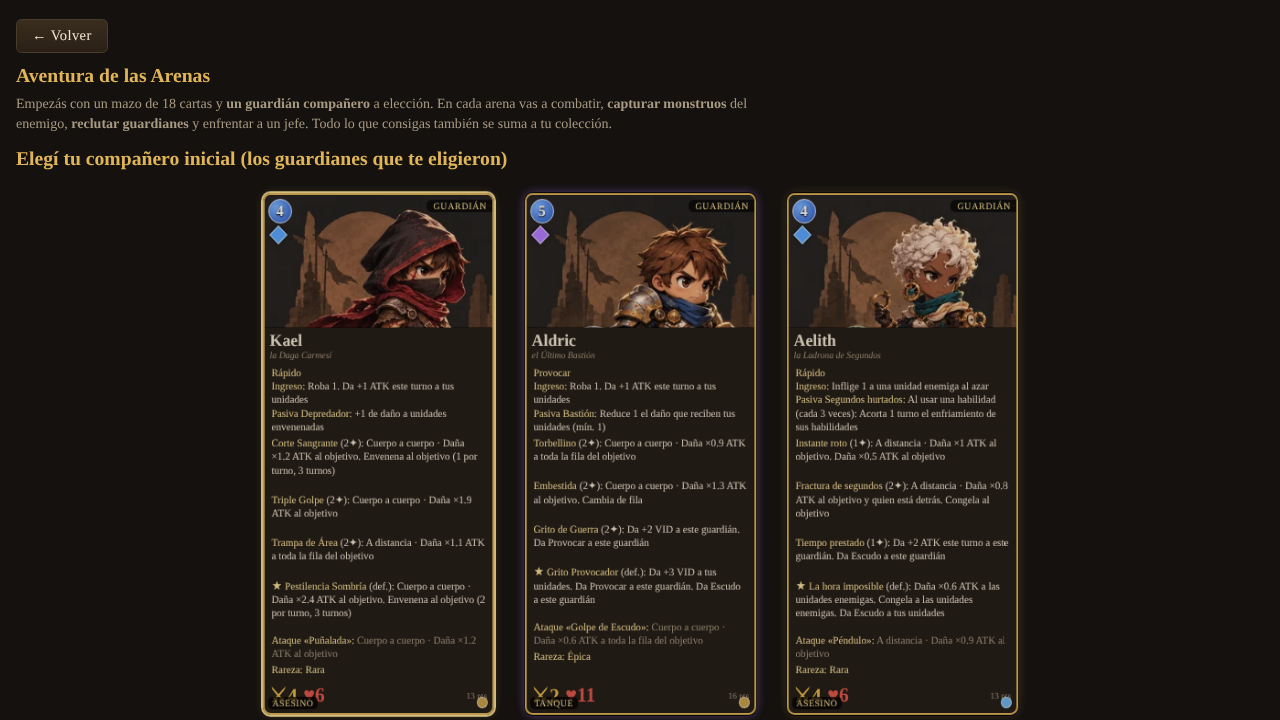 ← Volver
Aventura de las Arenas
Empezás con un mazo de 18 cartas y un guardián compañero a elección. En cada arena vas a combatir, capturar monstruos del
enemigo, reclutar guardianes y enfrentar a un jefe. Todo lo que consigas también se suma a tu colección.
Elegí tu compañero inicial (los guardianes que te eligieron)
4
GUARDIÁN
Kael
la Daga Carmesí
Rápido
Ingreso: Roba 1. Da +1 ATK este turno a tus
unidades
Pasiva Depredador: +1 de daño a unidades
envenenadas
Corte Sangrante (2✦): Cuerpo a cuerpo · Daña
×1.2 ATK al objetivo. Envenena al objetivo (1 por
turno, 3 turnos)
Triple Golpe (2✦): Cuerpo a cuerpo · Daña ×1.9
ATK al objetivo
Trampa de Área (2✦): A distancia · Daña ×1.1 ATK
a toda la fila del objetivo
★ Pestilencia Sombría (def.): Cuerpo a cuerpo ·
Daña ×2.4 ATK al objetivo. Envenena al objetivo (2
por turno, 3 turnos)
Ataque «Puñalada»: Cuerpo a cuerpo · Daña ×1.2
ATK al objetivo
Rareza: Rara
4 ♥6
13
ASESINO
5
GUARDIÁN
Aldric
el Último Bastión
Provocar
Ingreso: Roba 1. Da +1 ATK este turno a tus
unidades
Pasiva Bastión: Reduce 1 el daño que reciben tus
unidades (mín. 1)
Torbellino (2✦): Cuerpo a cuerpo · Daña ×0.9 ATK
a toda la fila del objetivo
Embestida (2✦): Cuerpo a cuerpo · Daña ×1.3 ATK
al objetivo. Cambia de fila
Grito de Guerra (2✦): Da +2 VID a este guardián.
Da Provocar a este guardián
★ Grito Provocador (def.): Da +3 VID a tus
unidades. Da Provocar a este guardián. Da Escudo
a este guardián
Ataque «Golpe de Escudo»: Cuerpo a cuerpo ·
Daña ×0.6 ATK a toda la fila del objetivo
Rareza: Épica
2 ♥11
16
TANQUE
4
GUARDIÁN
Aelith
la Ladrona de Segundos
Rápido
Ingreso: Inflige 1 a una unidad enemiga al azar
Pasiva Segundos hurtados: Al usar una habilidad
(cada 3 veces): Acorta 1 turno el enfriamiento de
sus habilidades
Instante roto (1✦): A distancia · Daña ×1 ATK al
objetivo. Daña ×0.5 ATK al objetivo
Fractura de segundos (2✦): A distancia · Daña ×0.8
ATK al objetivo y quien está detrás. Congela al
objetivo
Tiempo prestado (1✦): Da +2 ATK este turno a este
guardián. Da Escudo a este guardián
★ La hora imposible (def.): Daña ×0.6 ATK a las
unidades enemigas. Congela a las unidades
enemigas. Da Escudo a tus unidades
Ataque «Péndulo»: A distancia · Daña ×0.9 ATK al
objetivo
Rareza: Rara
4 ♥6
13
ASESINO